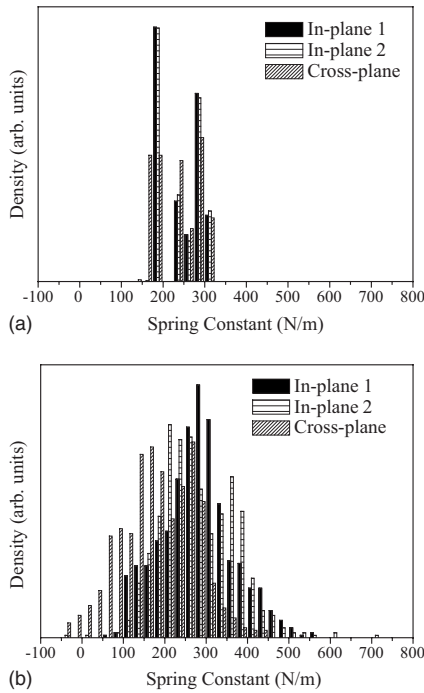 In-plane 1
In-plane 2
Cross-plane
Density (arb. units)
-100 0 100 200 300 400 500 600 700 800
(a) Spring Constant (N/m)
In-plane 1
In-plane 2
Cross-plane
Density (arb. units)
-100 0 100 200 300 400 500 600 700 800
(b) Spring Constant (N/m)